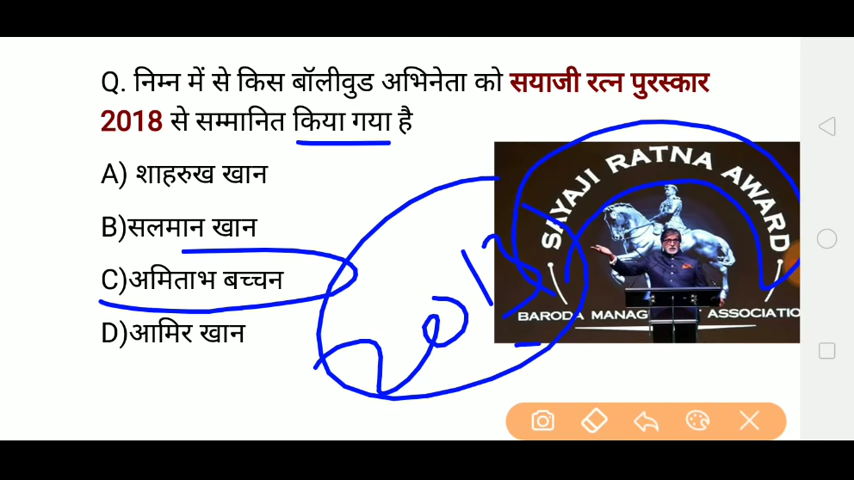 Q. निम्न में से किस बॉलीवुड अभिनेता को सयाजी रत्न पुरस्कार
2018 से सम्मानित किया गया है
A) शाहरुख खान
B)सलमान खान
C)अमिताभ बच्चन
D)आमिर खान
SAYAJI RATNA AWARD
BARODA MANAG T ASSOCIATIO